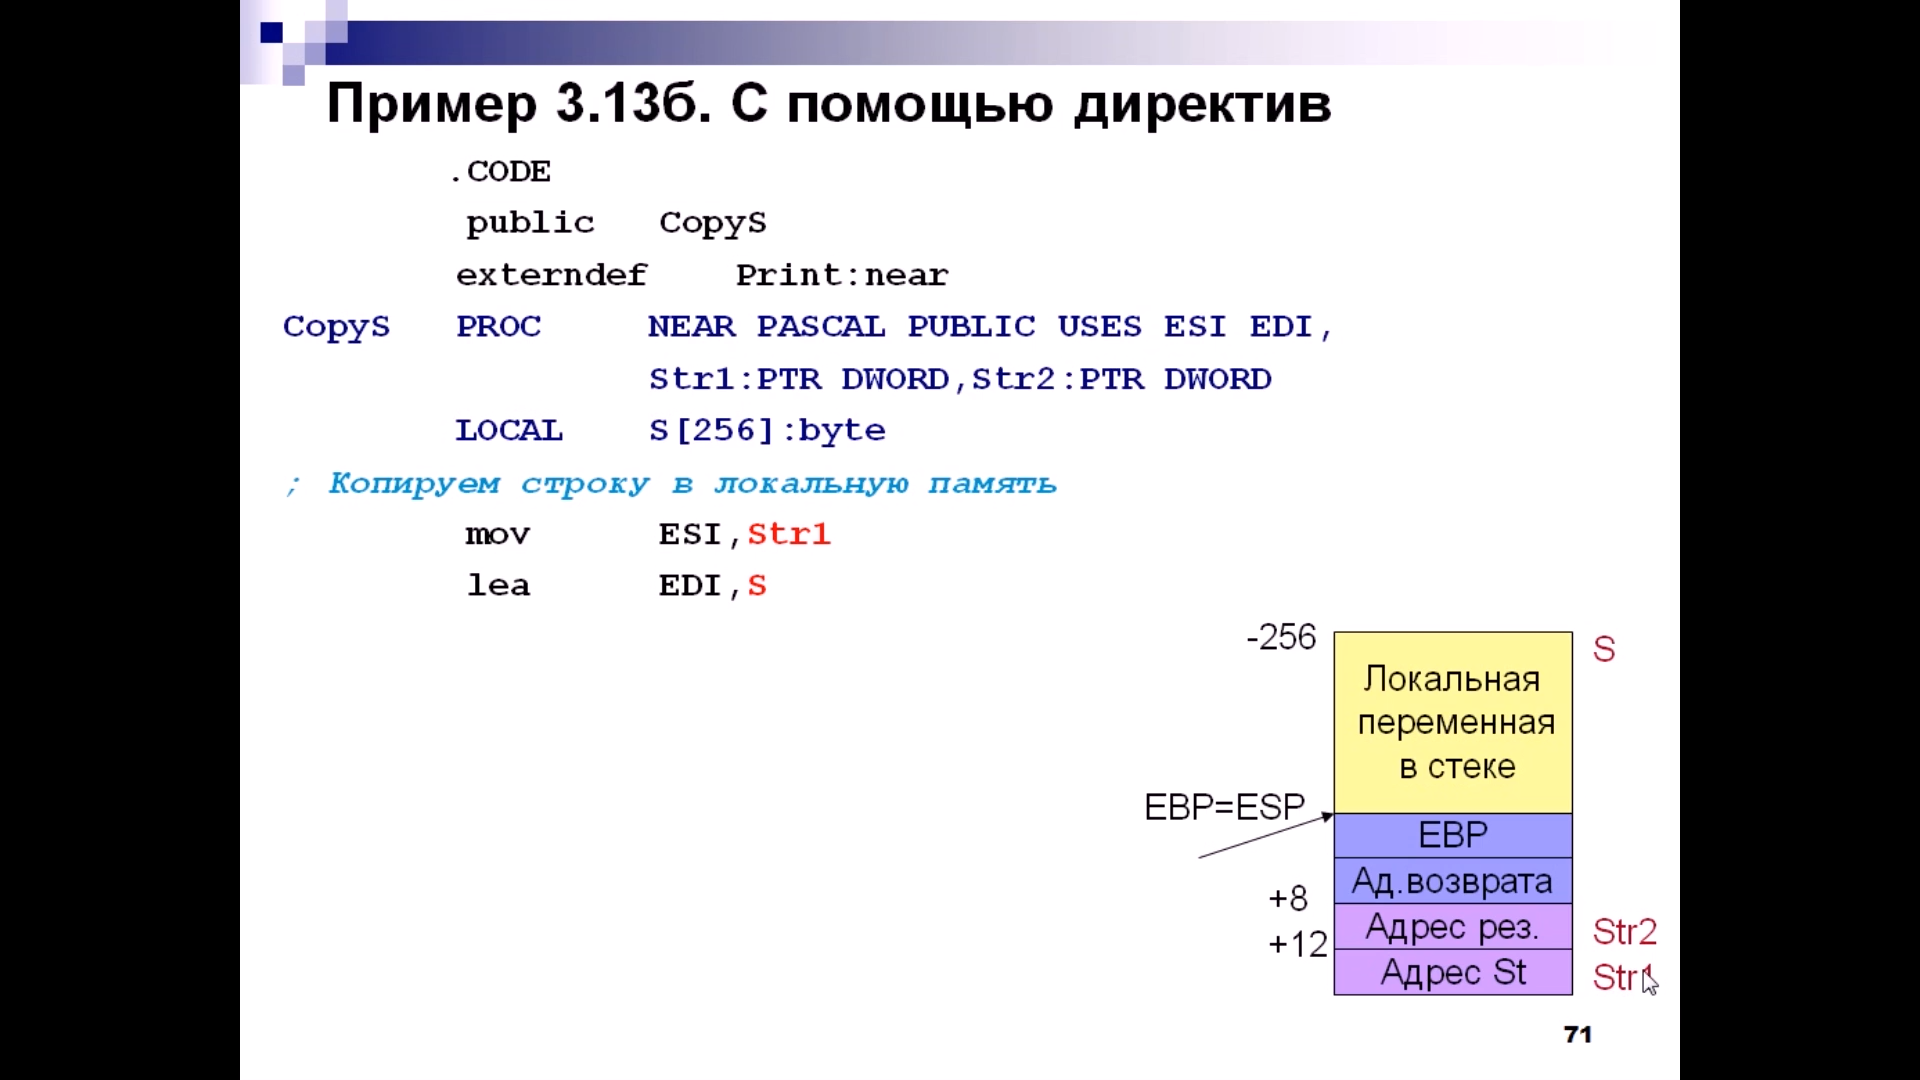 Пример 3.13б. С помощью директив
.CODE
public CopyS
externdef Print:near
CopyS PROC NEAR PASCAL PUBLIC USES ESI EDI,
Str1:PTR DWORD,Str2:PTR DWORD
LOCAL S[256]:byte
; Копируем строку в локальную память
mov ESI,Str1
lea EDI,S
-256
S
Локальная
переменная
в стеке
EBP=ESP
EBP
Ад.возврата
+8
Адрес рез.
Str2
+12
Адрес St
Str1
71